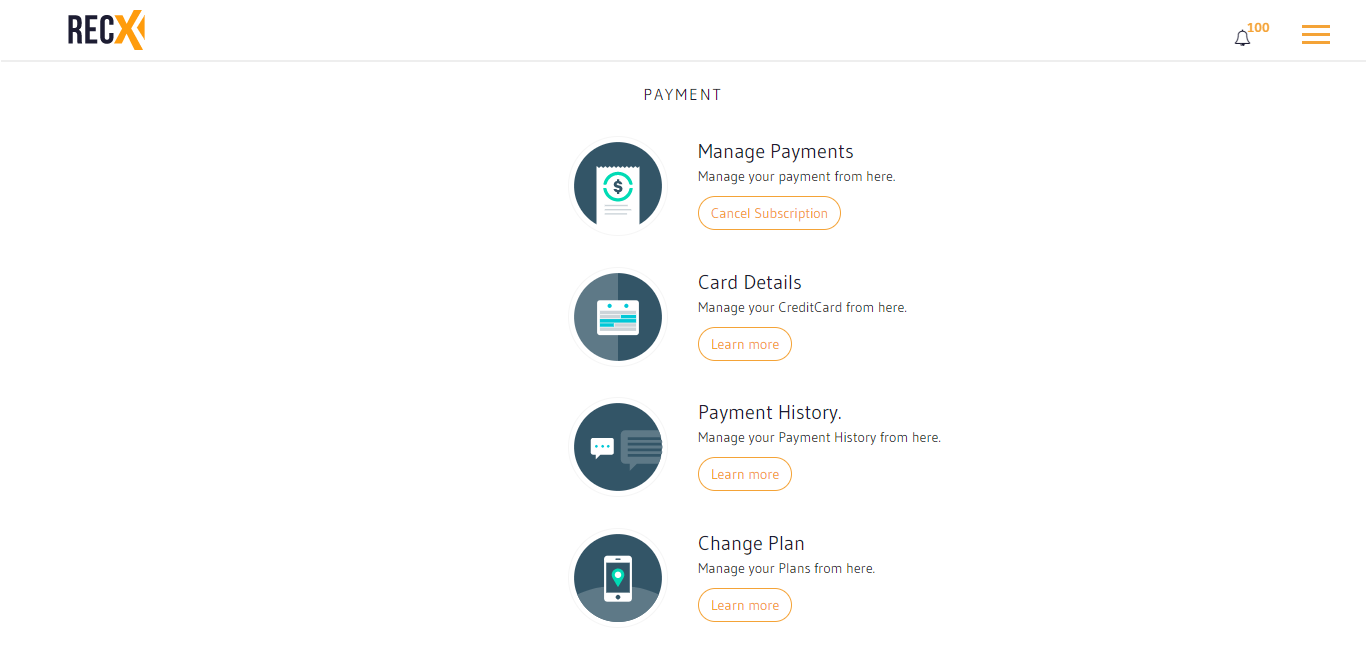 RECX
100
PAYMENT
Manage Payments
Manage your payment from here.
Cancel Subscription
$
Card Details
Manage your CreditCard from here.
Learn more
Payment History.
Manage your Payment History from here.
Learn more
Change Plan
Manage your Plans from here.
Learn more